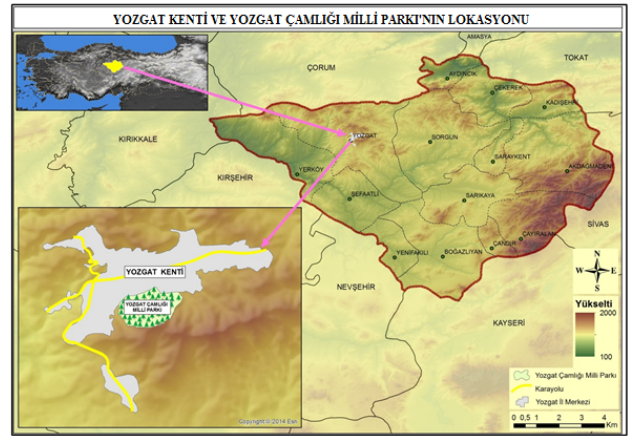 YOZGAT KENTİ VE YOZGAT ÇAMLIĞI MİLLİ PARKI'NIN LOKASYONU
AMASYA
TOKAT
ÇORUM
AYDINCIK
ÇEKEREK
KADIŞEHRİ
KIRIKKALE
YOZGAT
SORGUN
SARAYKENT
AKDAĞMADENİ
YERKÖY
KIRŞEHİR
ŞEFAATLİ
SARIKAYA
SİVAS
ÇAYIRALAN
ÇANDIR
YENİFAKILI
BOĞAZLIYAN
NEVŞEHİR
KAYSERİ
YOZGAT KENTİ
YOZGAT ÇAMLIĞI
MİLLİ PARKI
N
W
E
S
Yükselti
2000
100
Yozgat Çamlığı Milli Parkı
Karayolu
Yozgat İl Merkezi
0 0,5 1 2 3 4
Km
Copyright © 2014 Esri